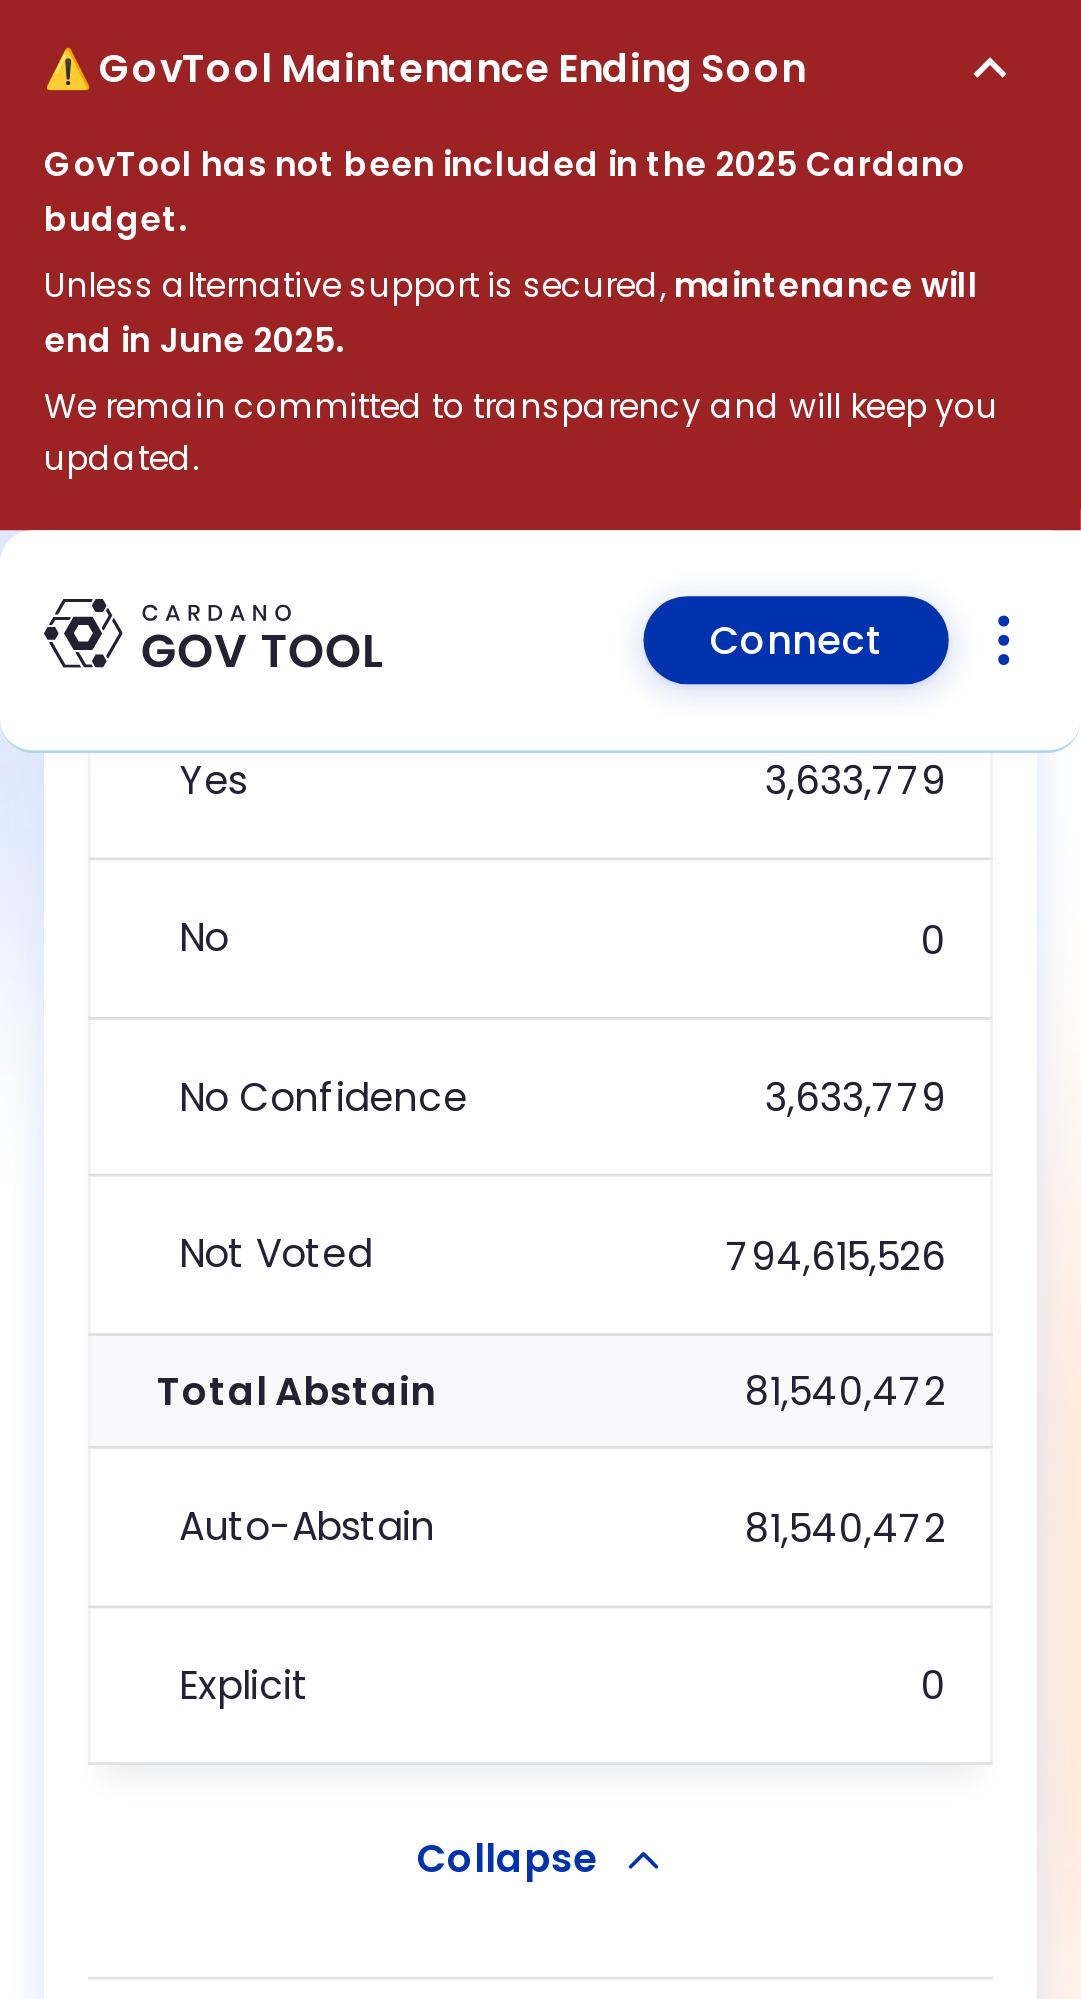 ⚠️ GovTool Maintenance Ending Soon
GovTool has not been included in the 2025 Cardano
budget.
Unless alternative support is secured, maintenance will
end in June 2025.
We remain committed to transparency and will keep you
updated.
CARDANO
GOV TOOL
Connect
Yes 3,633,779
No 0
No Confidence 3,633,779
Not Voted 794,615,526
Total Abstain 81,540,472
Auto-Abstain 81,540,472
Explicit 0
Collapse